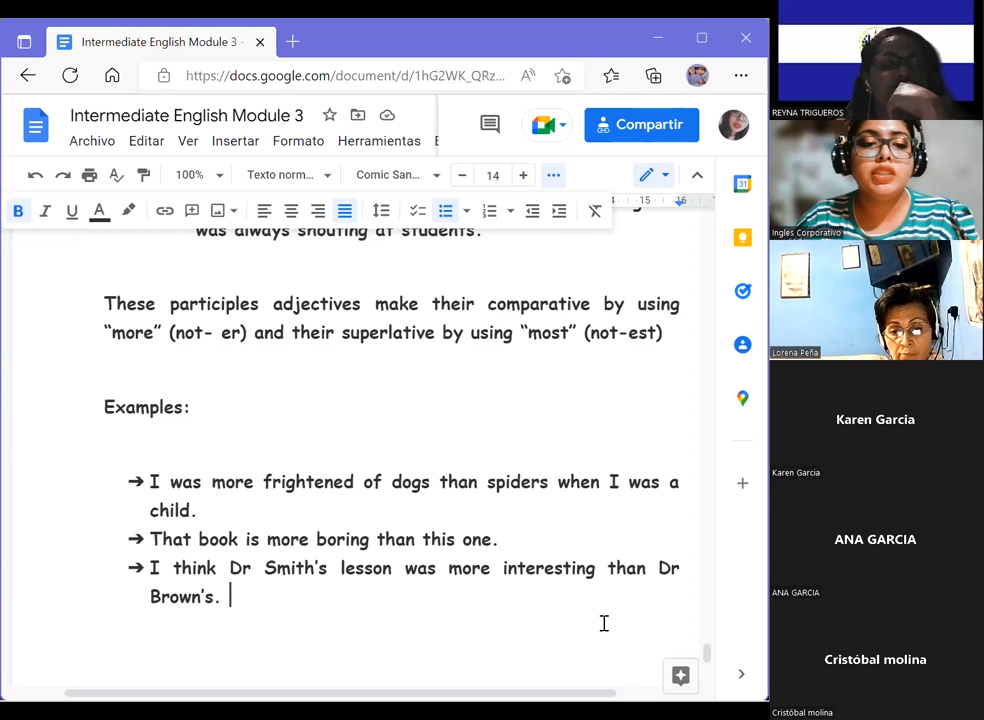 Intermediate English Module 3 -
https://docs.google.com/document/d/1hG2WK_QRz...
Intermediate English Module 3
Compartir
Archivo Editar Ver Insertar Formato Herramientas
100% Texto norm... Comic San... 14
15 16
was always shouting at students.
These participles adjectives make their comparative by using
“more” (not- er) and their superlative by using “most” (not-est)
Examples:
➔ I was more frightened of dogs than spiders when I was a
child.
➔ That book is more boring than this one.
➔ I think Dr Smith’s lesson was more interesting than Dr
Brown’s.
REYNA TRIGUEROS
Ingles Corporativo
Lorena Peña
Karen Garcia
Karen Garcia
ANA GARCIA
ANA GARCIA
Cristóbal molina
Cristóbal molina